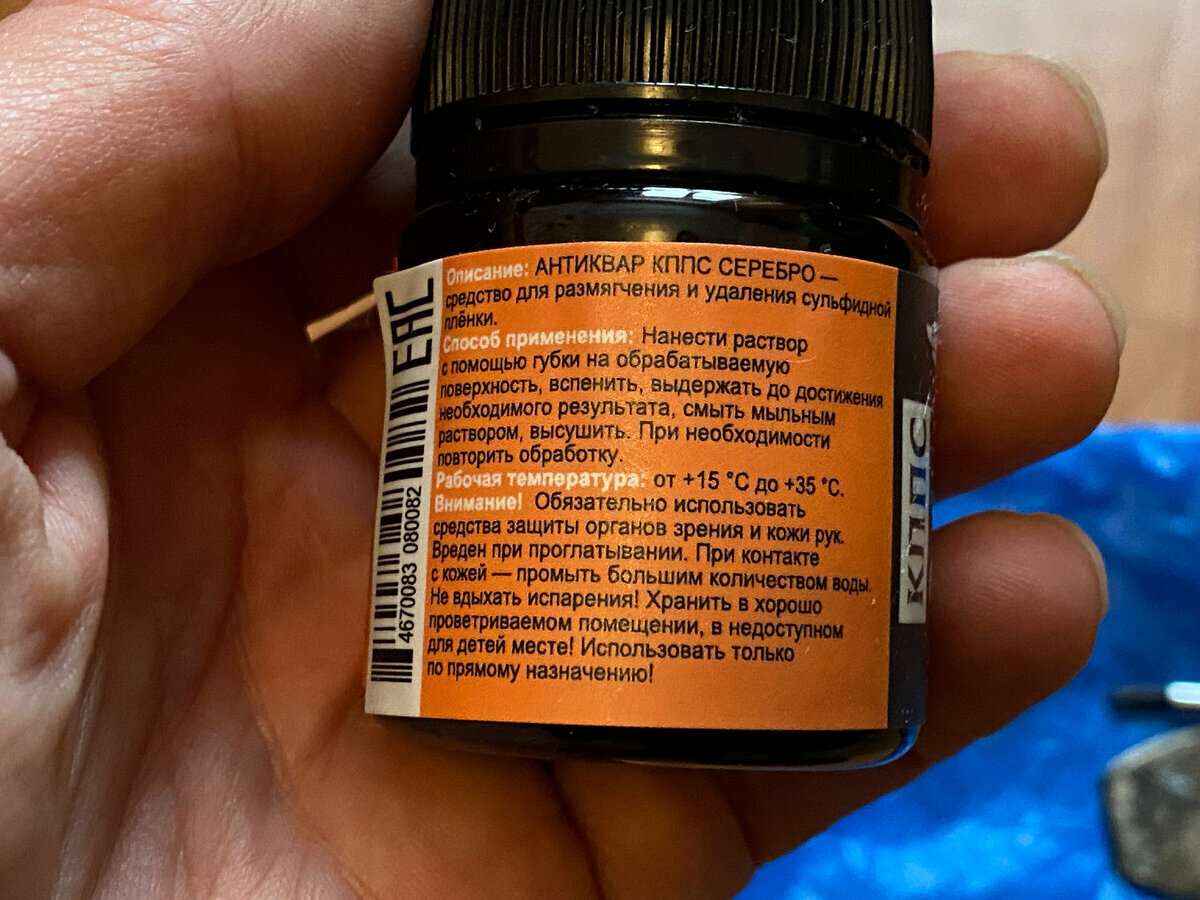 Описание: АНТИКВАР КППС СЕРЕБРО —
средство для размягчения и удаления сульфидной
плёнки.
Способ применения: Нанести раствор
с помощью губки на обрабатываемую
поверхность, вспенить, выдержать до достижения
необходимого результата, смыть мыльным
раствором, высушить. При необходимости
повторить обработку.
Рабочая температура: от +15 °С до +35 °С.
Внимание! Обязательно использовать
средства защиты органов зрения и кожи рук.
Вреден при проглатывании. При контакте
с кожей — промыть большим количеством воды.
Не вдыхать испарения! Хранить в хорошо
проветриваемом помещении, в недоступном
для детей месте! Использовать только
по прямому назначению!
EAC
4670083 080082
КППС